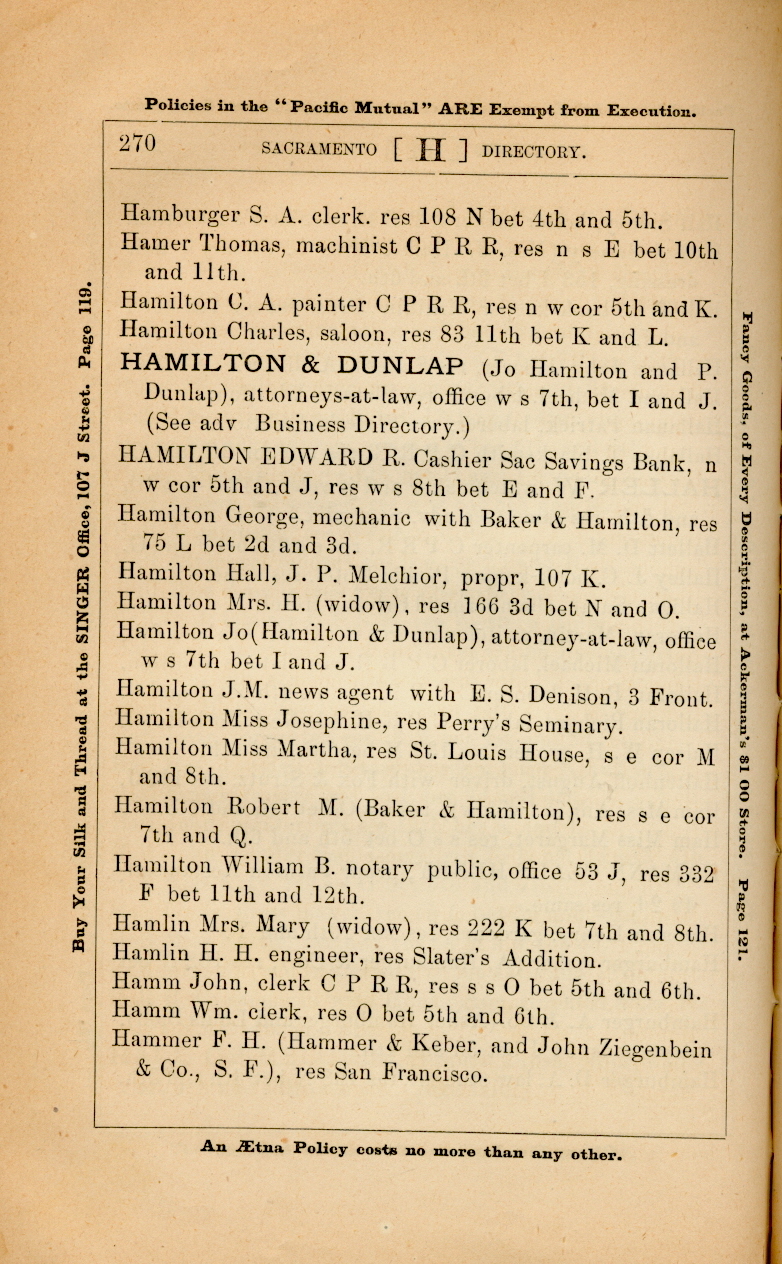 Policies in the "Pacific Mutual" ARE Exempt from Execution.
270 SACRAMENTO [ H ] DIRECTORY.
Hamburger S. A. clerk. res 108 N bet 4th and 5th.
Hamer Thomas, machinist C P R R, res n s E bet 10th
and 11th.
Hamilton C. A. painter C P R R, res n w cor 5th and K.
Hamilton Charles, saloon, res 83 11th bet K and L.
HAMILTON & DUNLAP (Jo Hamilton and P.
Dunlap), attorneys-at-law, office w s 7th, bet I and J.
(See adv Business Directory.)
HAMILTON EDWARD R. Cashier Sac Savings Bank, n
w cor 5th and J, res w s 8th bet E and F.
Hamilton George, mechanic with Baker & Hamilton, res
75 L bet 2d and 3d.
Hamilton Hall, J. P. Melchior, propr, 107 K.
Hamilton Mrs. H. (widow), res 166 3d bet N and O.
Hamilton Jo(Hamilton & Dunlap), attorney-at-law, office
w s 7th bet I and J.
Hamilton J.M. news agent with E. S. Denison, 3 Front.
Hamilton Miss Josephine, res Perry's Seminary.
Hamilton Miss Martha, res St. Louis House, s e cor M
and 8th.
Hamilton Robert M. (Baker & Hamilton), res s e cor
7th and Q.
Hamilton William B. notary public, office 53 J, res 332
F bet 11th and 12th.
Hamlin Mrs. Mary (widow), res 222 K bet 7th and 8th.
Hamlin H. H. engineer, res Slater's Addition.
Hamm John, clerk C P R R, res s s O bet 5th and 6th.
Hamm Wm. clerk, res O bet 5th and 6th.
Hammer F. H. (Hammer & Keber, and John Ziegenbein
& Co., S. F.), res San Francisco.
An Ætna Policy costs no more than any other.
Buy Your Silk and Thread at the SINGER Office, 107 J Street. Page 119.
Fancy Goods, of Every Description, at Ackerman's $1 00 Store. Page 121.